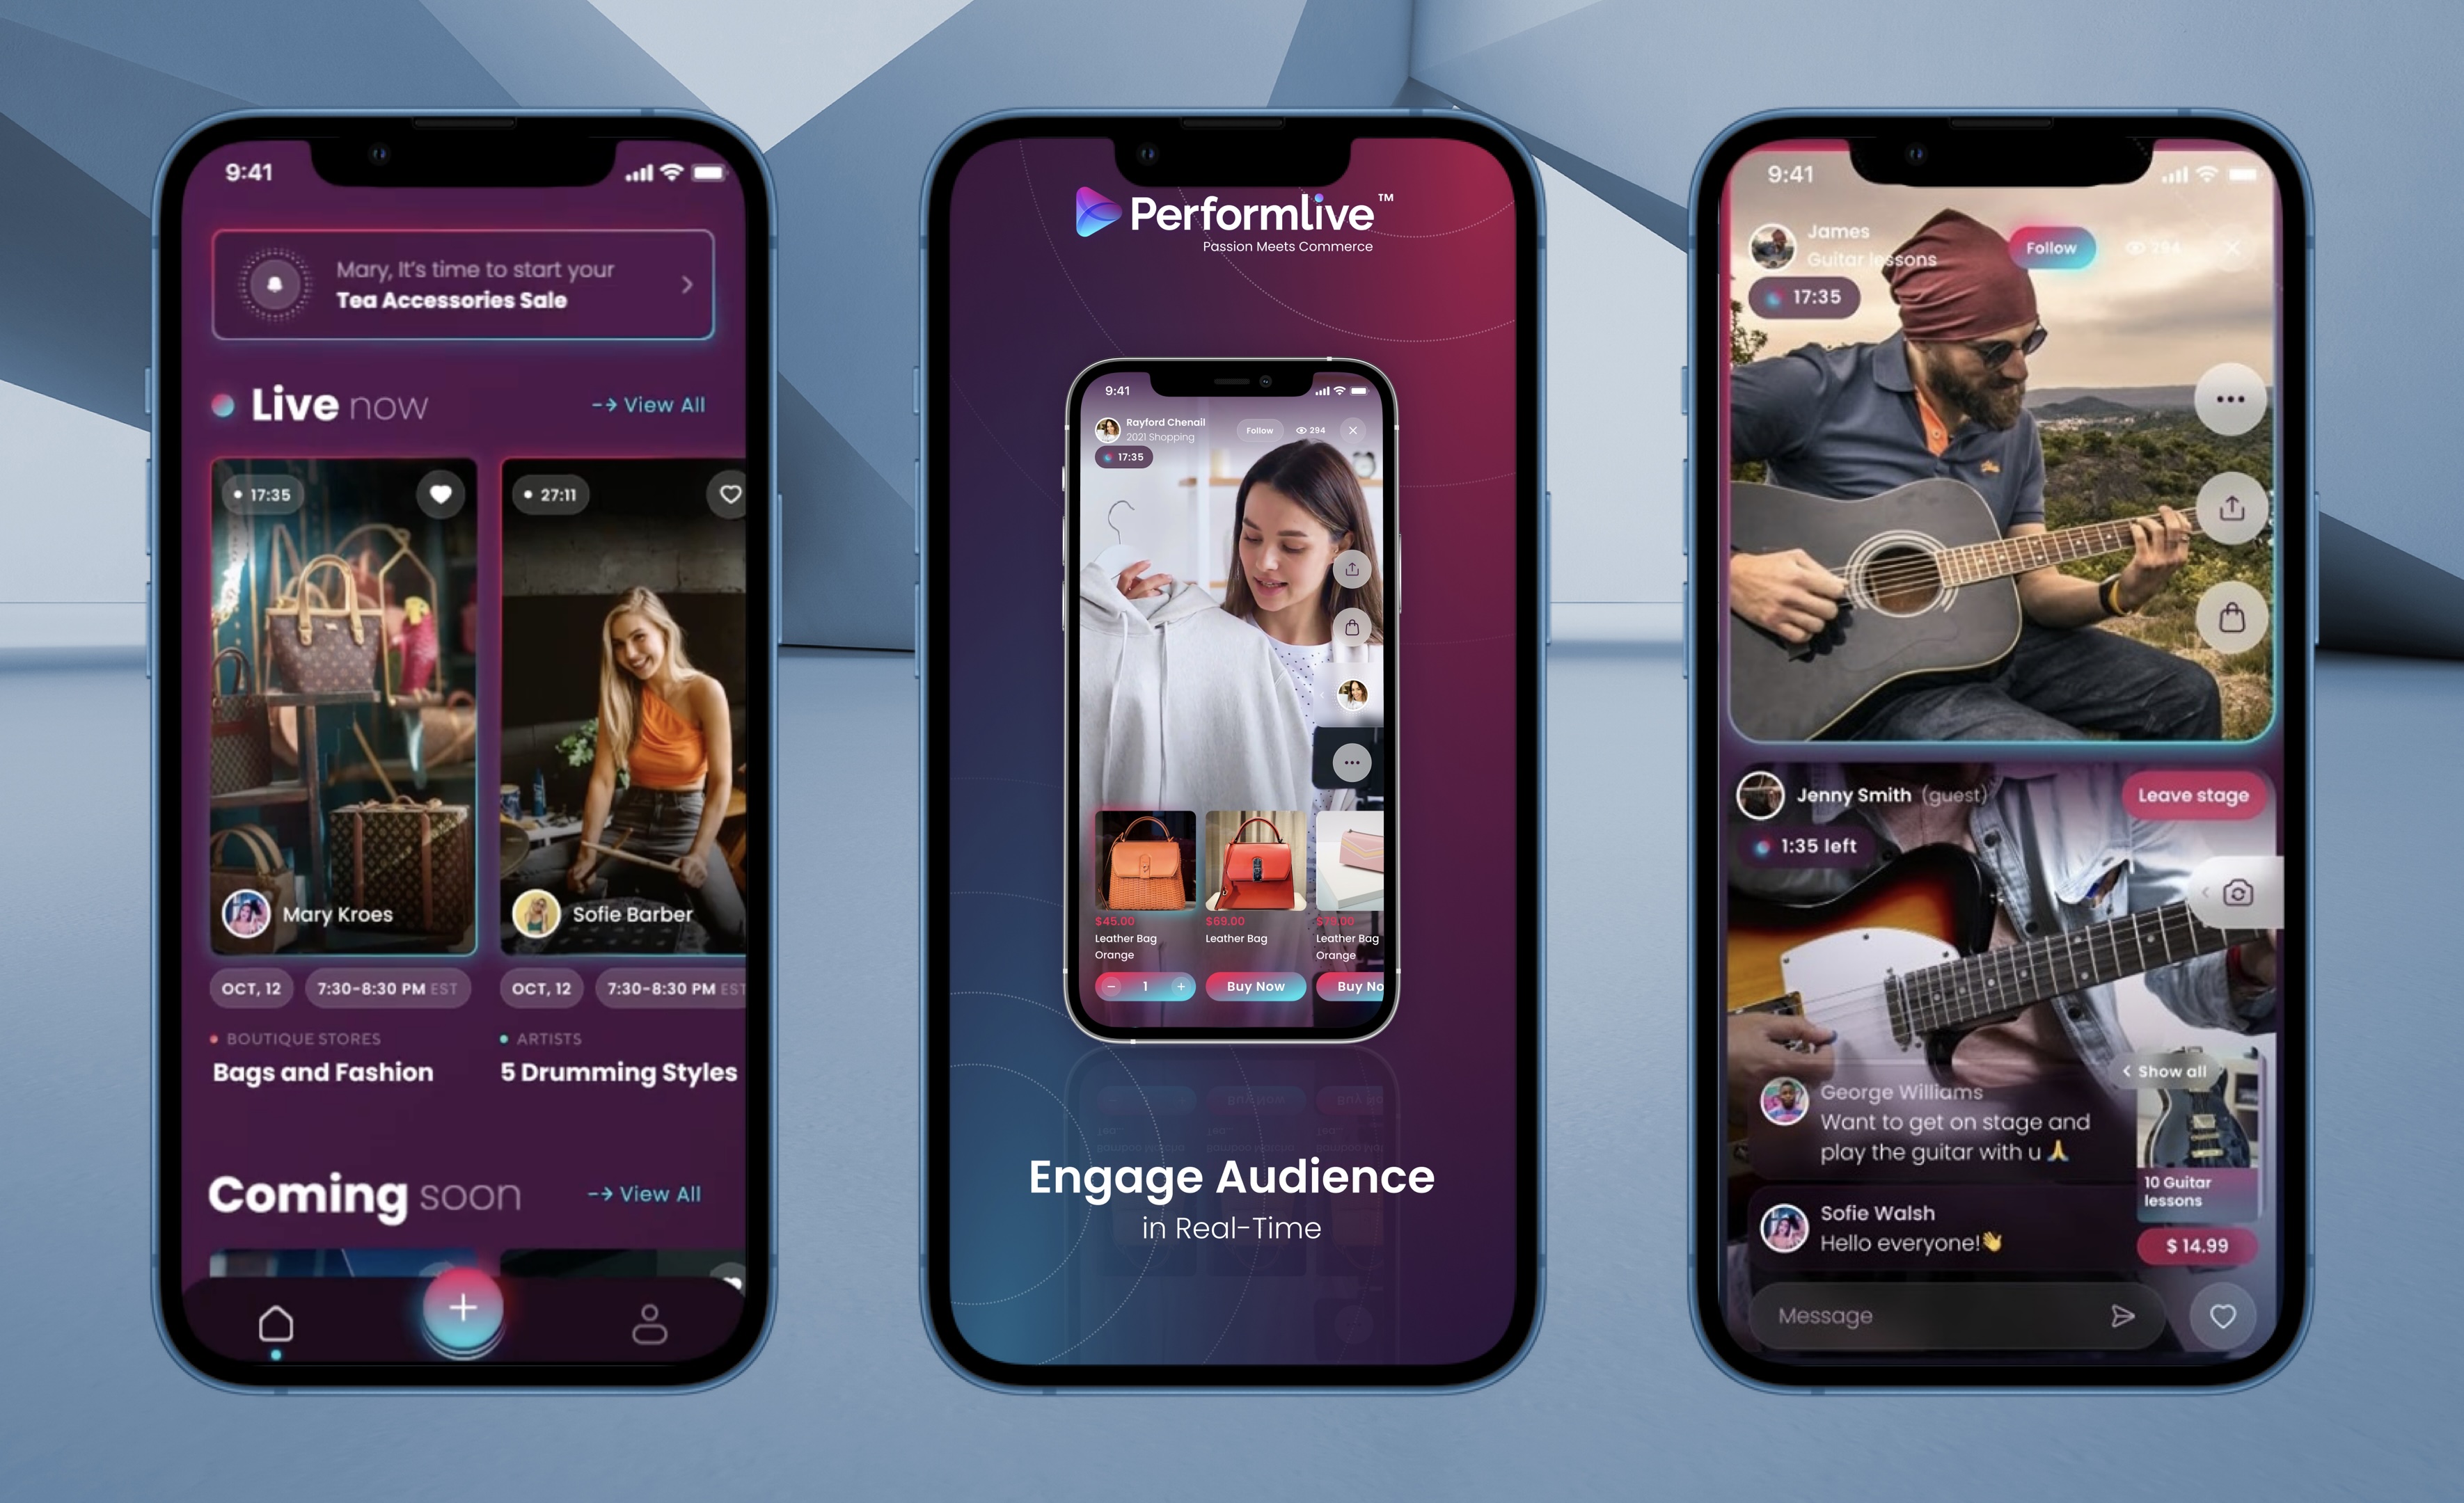 9:41
Mary, It's time to start your
Tea Accessories Sale
Live now
View All
17:35
27:11
Mary Kroes
Sofie Barber
OCT, 12
7:30-8:30 PM EST
OCT, 12
7:30-8:30 PM EST
BOUTIQUE STORES
ARTISTS
Bags and Fashion
5 Drumming Styles
Coming soon
View All
Performlive™
Passion Meets Commerce
9:41
Rayford Chenail
2021 Shopping
Follow
294
17:35
$45.00
$69.00
$39.00
Leather Bag
Orange
Leather Bag
Leather Bag
Orange
1
Buy Now
Buy No
Engage Audience
in Real-Time
9:41
James
Guitar lessons
Follow
294
17:35
Jenny Smith (guest)
Leave stage
1:35 left
Show all
George Williams
Want to get on stage and
play the guitar with u 🙏
10 Guitar
lessons
Sofie Walsh
Hello everyone!👋
$ 14.99
Message